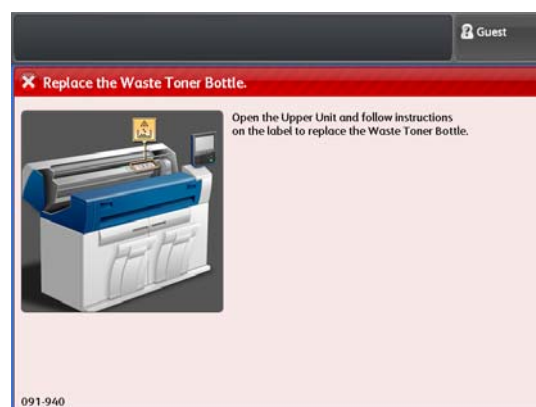 Guest
Replace the Waste Toner Bottle.
Open the Upper Unit and follow instructions
on the label to replace the Waste Toner Bottle.
091-940